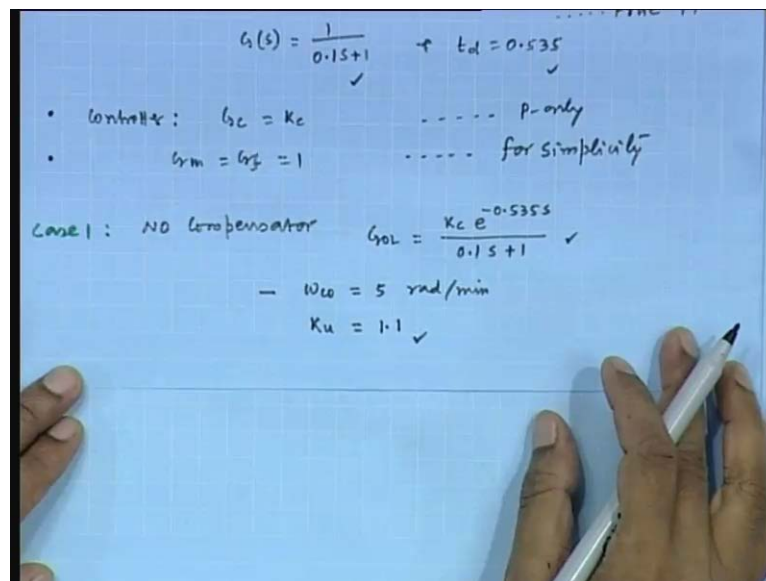 G(s) = 1 / 0.1s+1 + td = 0.535
• Controller : Gc = Kc ..... P-only
• Gm = Gf = 1 ..... for simplicity
Case 1 : NO Compensator GOL = Kc e^-0.535s / 0.1s+1
— ωco = 5 rad/min
Ku = 1.1